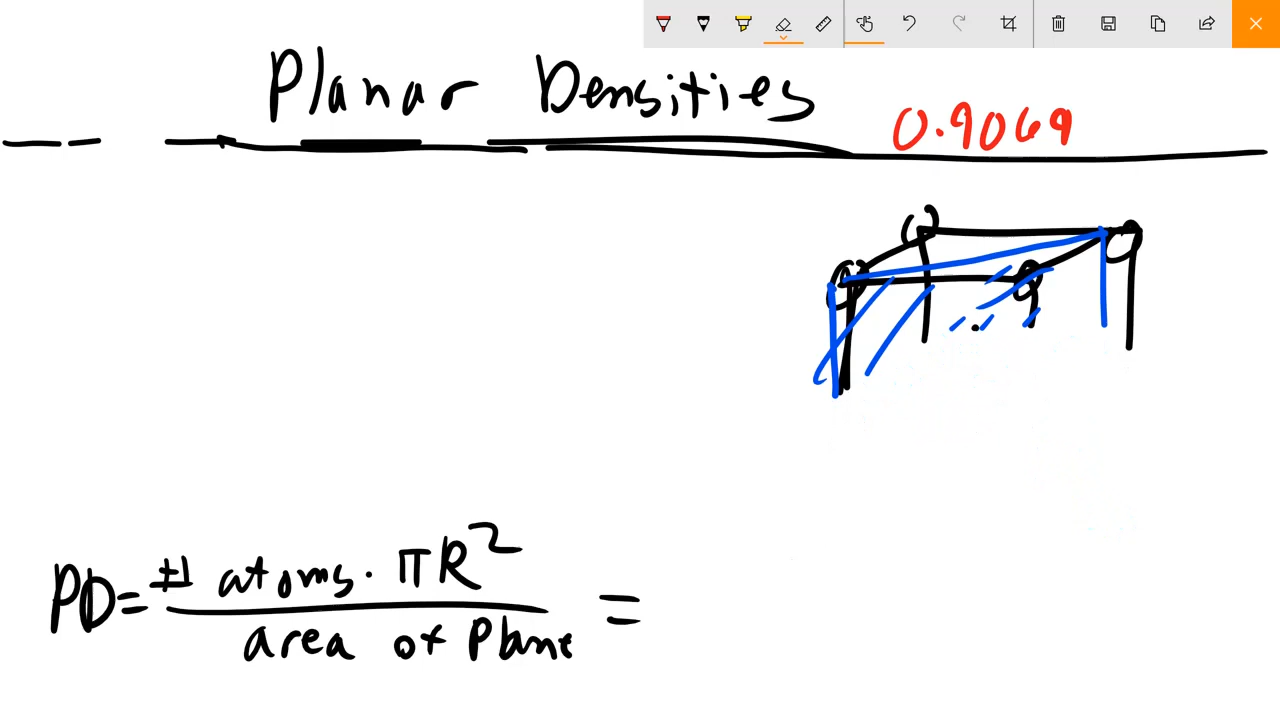 Planar Densities
0.9069
PD = # atoms · πR² / area of Plane =